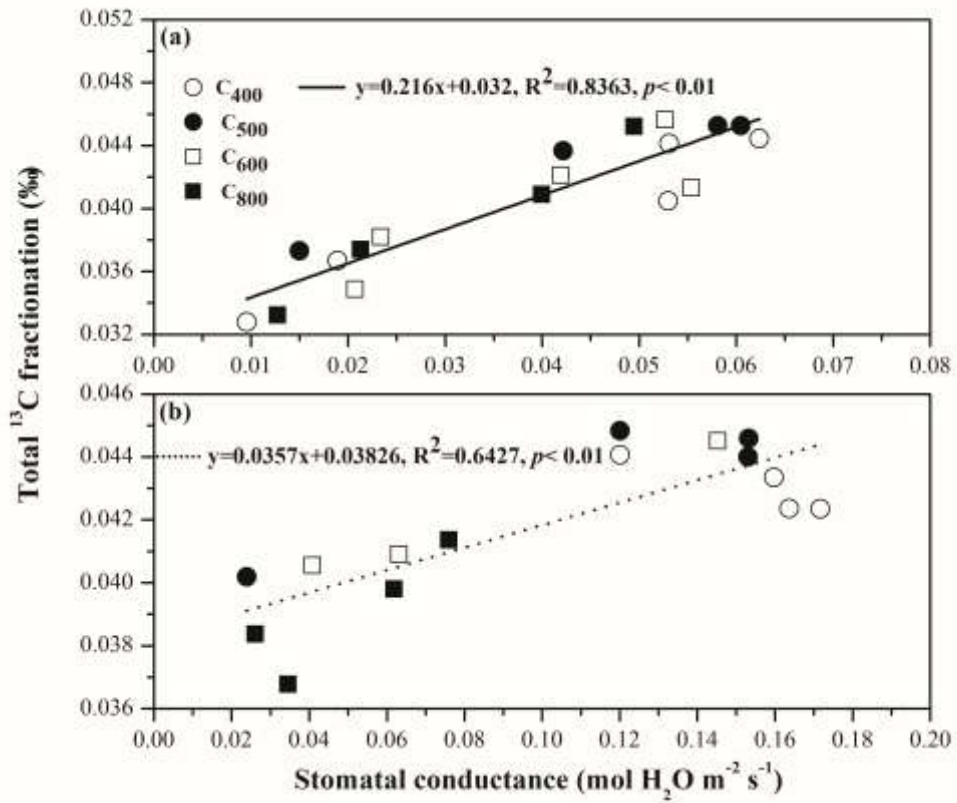 Total ¹³C fractionation (‰)
0.052
0.048
0.044
0.040
0.036
0.032
(a)
C₄₀₀
y=0.216x+0.032, R²=0.8363, p< 0.01
C₅₀₀
C₆₀₀
C₈₀₀
0.00 0.01 0.02 0.03 0.04 0.05 0.06 0.07 0.08
0.046
0.044
0.042
0.040
0.038
0.036
(b)
y=0.0357x+0.03826, R²=0.6427, p< 0.01
0.00 0.02 0.04 0.06 0.08 0.10 0.12 0.14 0.16 0.18 0.20
Stomatal conductance (mol H₂O m⁻² s⁻¹)